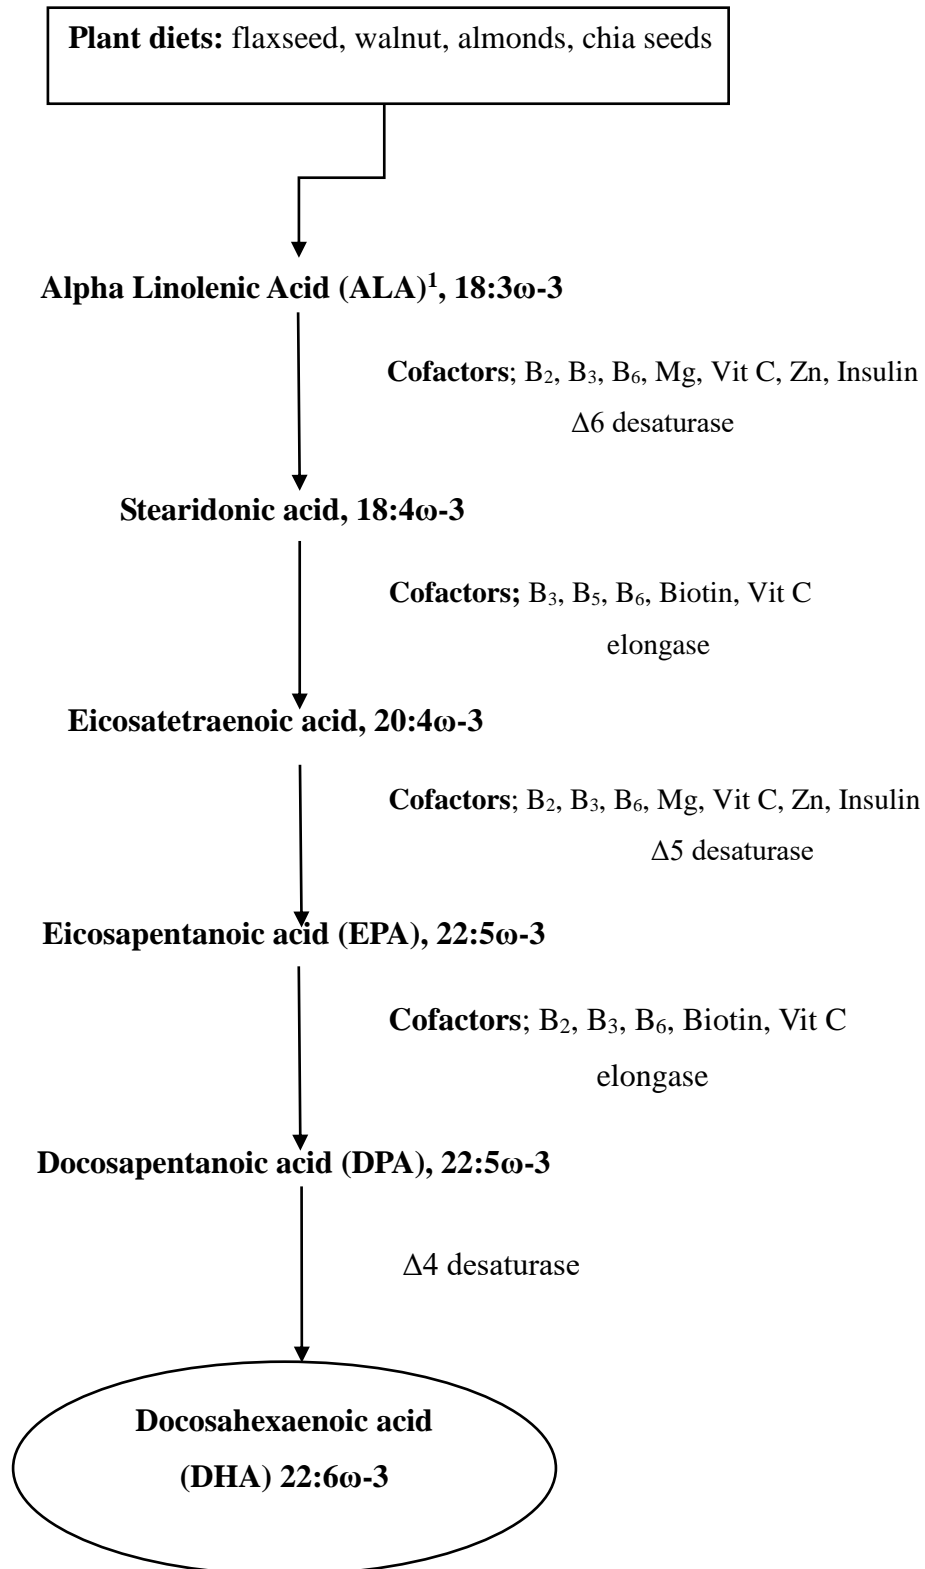 Plant diets: flaxseed, walnut, almonds, chia seeds
Alpha Linolenic Acid (ALA)¹, 18:3ω-3
Cofactors; B₂, B₃, B₆, Mg, Vit C, Zn, Insulin
Δ6 desaturase
Stearidonic acid, 18:4ω-3
Cofactors; B₃, B₅, B₆, Biotin, Vit C
elongase
Eicosatetraenoic acid, 20:4ω-3
Cofactors; B₂, B₃, B₆, Mg, Vit C, Zn, Insulin
Δ5 desaturase
Eicosapentanoic acid (EPA), 22:5ω-3
Cofactors; B₂, B₃, B₆, Biotin, Vit C
elongase
Docosapentanoic acid (DPA), 22:5ω-3
Δ4 desaturase
Docosahexaenoic acid
(DHA) 22:6ω-3